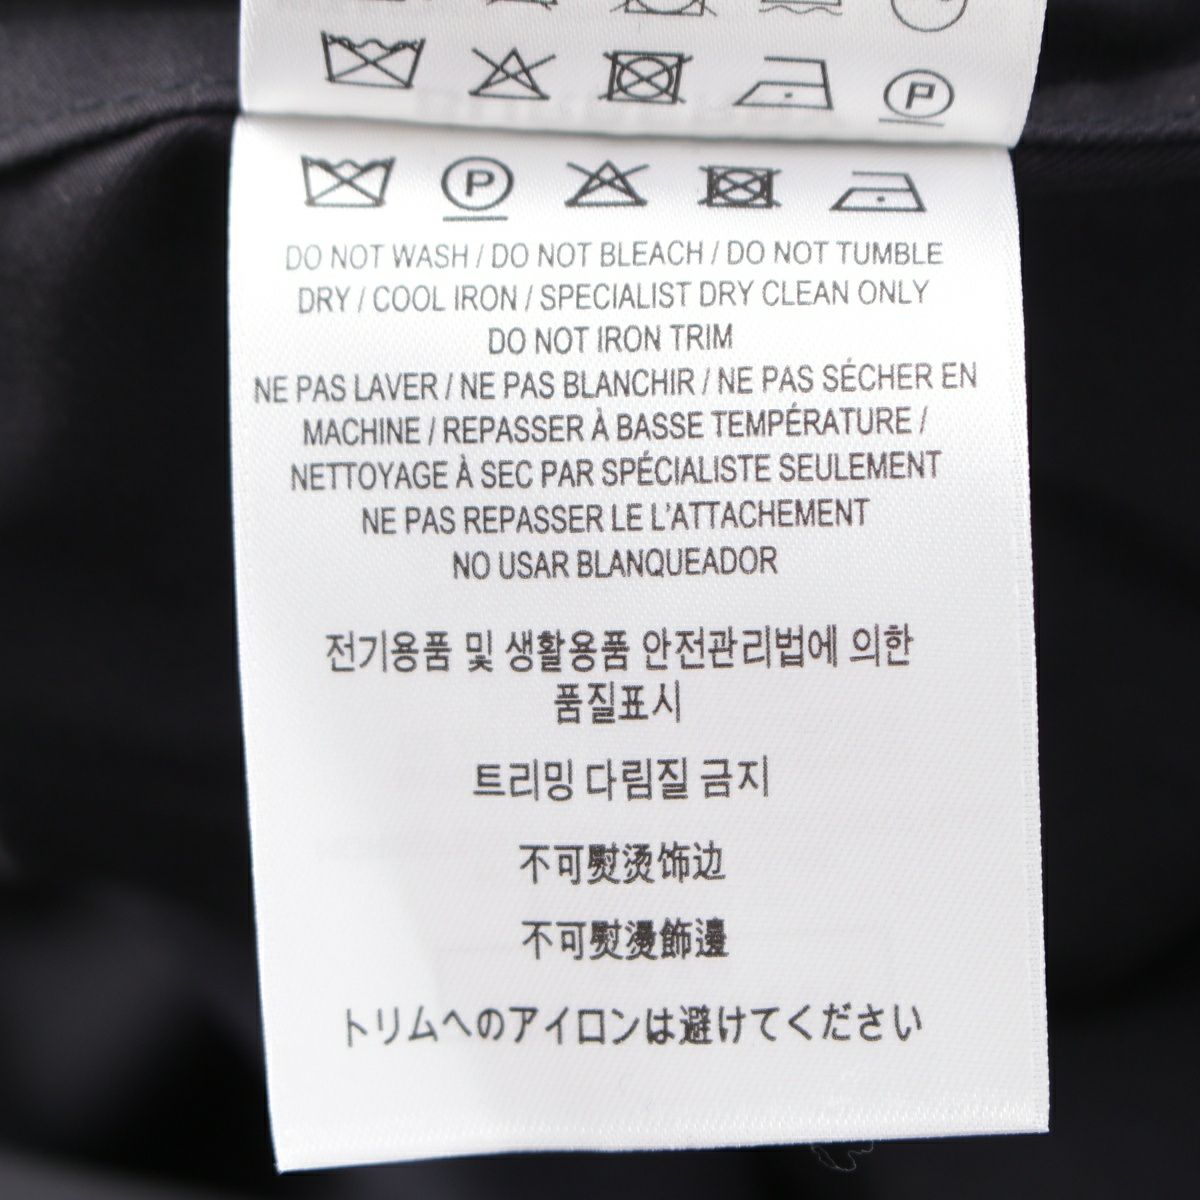 P
P
DO NOT WASH / DO NOT BLEACH / DO NOT TUMBLE
DRY / COOL IRON / SPECIALIST DRY CLEAN ONLY
DO NOT IRON TRIM
NE PAS LAVER / NE PAS BLANCHIR / NE PAS SÉCHER EN
MACHINE / REPASSER À BASSE TEMPÉRATURE /
NETTOYAGE À SEC PAR SPÉCIALISTE SEULEMENT
NE PAS REPASSER LE L'ATTACHEMENT
NO USAR BLANQUEADOR
전기용품 및 생활용품 안전관리법에 의한
품질표시
트리밍 다림질 금지
不可熨烫饰边
不可熨燙飾邊
トリムへのアイロンは避けてください